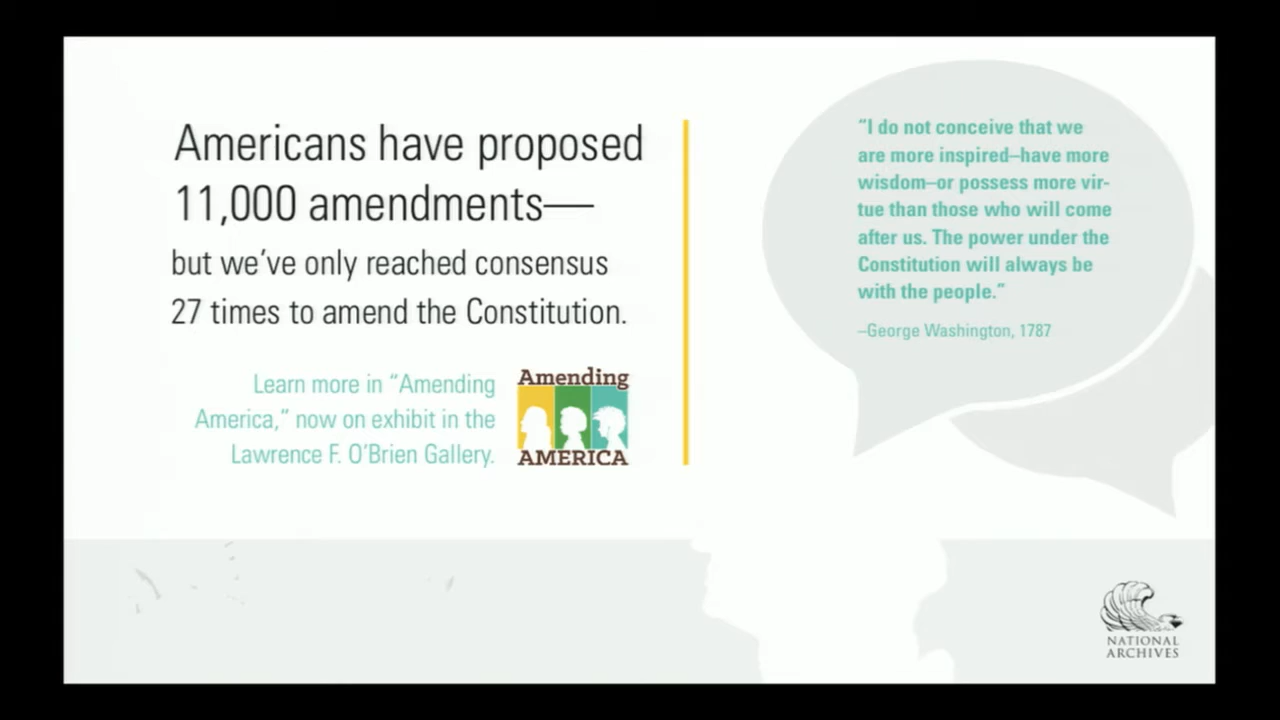 Americans have proposed
11,000 amendments—
but we've only reached consensus
27 times to amend the Constitution.
Learn more in "Amending
America," now on exhibit in the
Lawrence F. O'Brien Gallery.
Amending
AMERICA
"I do not conceive that we
are more inspired–have more
wisdom–or possess more vir-
tue than those who will come
after us. The power under the
Constitution will always be
with the people."
–George Washington, 1787
NATIONAL
ARCHIVES